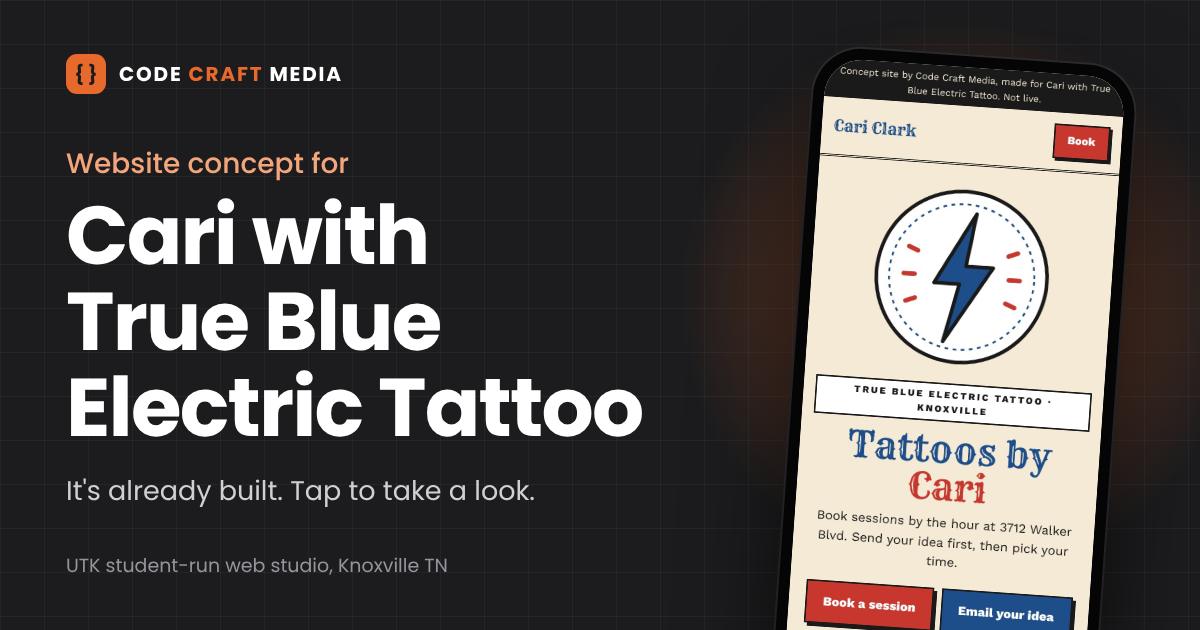 { } CODE CRAFT MEDIA
Website concept for
Cari with
True Blue
Electric Tattoo
It's already built. Tap to take a look.
UTK student-run web studio, Knoxville TN
Concept site by Code Craft Media, made for Cari with True
Blue Electric Tattoo. Not live.
Cari Clark
Book
TRUE BLUE ELECTRIC TATTOO ·
KNOXVILLE
Tattoos by
Cari
Book sessions by the hour at 3712 Walker
Blvd. Send your idea first, then pick your
time.
Book a session
Email your idea